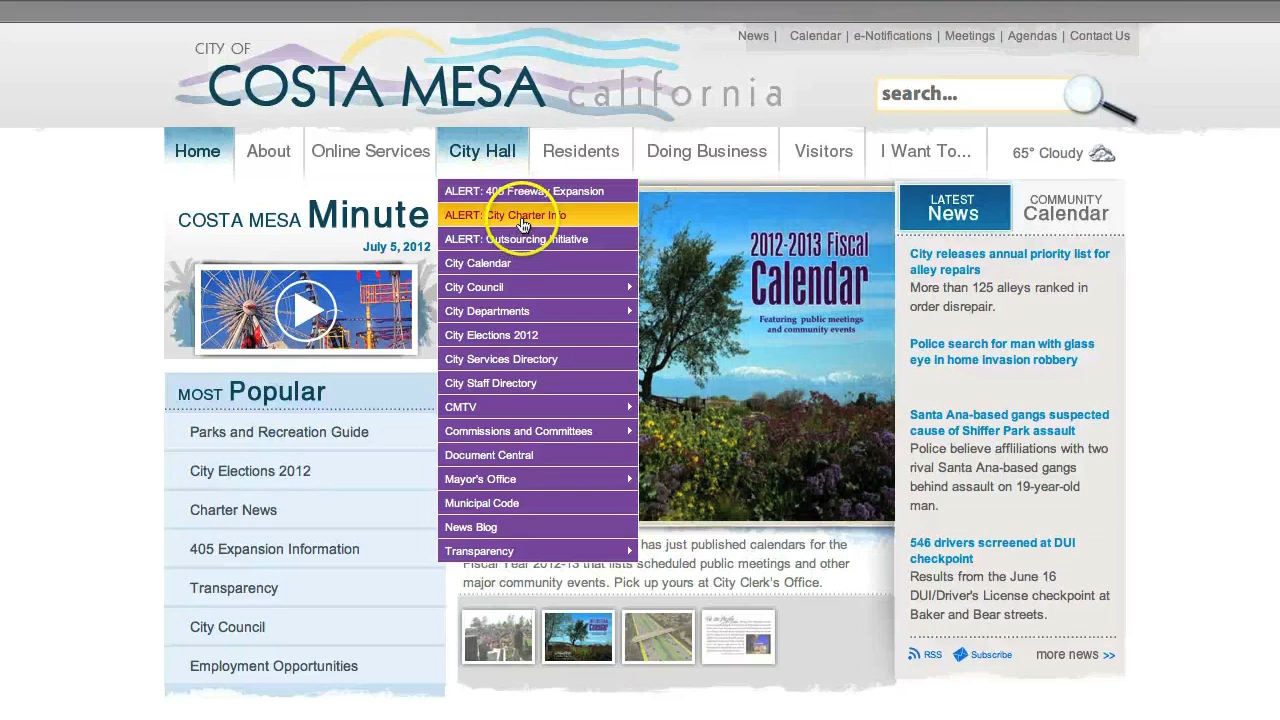 News | Calendar | e-Notifications | Meetings | Agendas | Contact Us
CITY OF
COSTA MESA california
search...
Home
About
Online Services
City Hall
Residents
Doing Business
Visitors
I Want To...
65° Cloudy
COSTA MESA Minute
July 5, 2012
MOST Popular
Parks and Recreation Guide
City Elections 2012
Charter News
405 Expansion Information
Transparency
City Council
Employment Opportunities
ALERT: 405 Freeway Expansion
ALERT: City Charter Info
ALERT: Outsourcing Initiative
City Calendar
City Council
City Departments
City Elections 2012
City Services Directory
City Staff Directory
CMTV
Commissions and Committees
Document Central
Mayor's Office
Municipal Code
News Blog
Transparency
2012-2013 Fiscal
Calendar
Featuring public meetings
and community events
has just published calendars for the
Fiscal Year 2012-13 that lists scheduled public meetings and other
major community events. Pick up yours at City Clerk's Office.
LATEST
News
COMMUNITY
Calendar
City releases annual priority list for
alley repairs
More than 125 alleys ranked in
order disrepair.
Police search for man with glass
eye in home invasion robbery
Santa Ana-based gangs suspected
cause of Shiffer Park assault
Police believe affliliations with two
rival Santa Ana-based gangs
behind assault on 19-year-old
man.
546 drivers scrreened at DUI
checkpoint
Results from the June 16
DUI/Driver's License checkpoint at
Baker and Bear streets.
RSS
Subscribe
more news >>